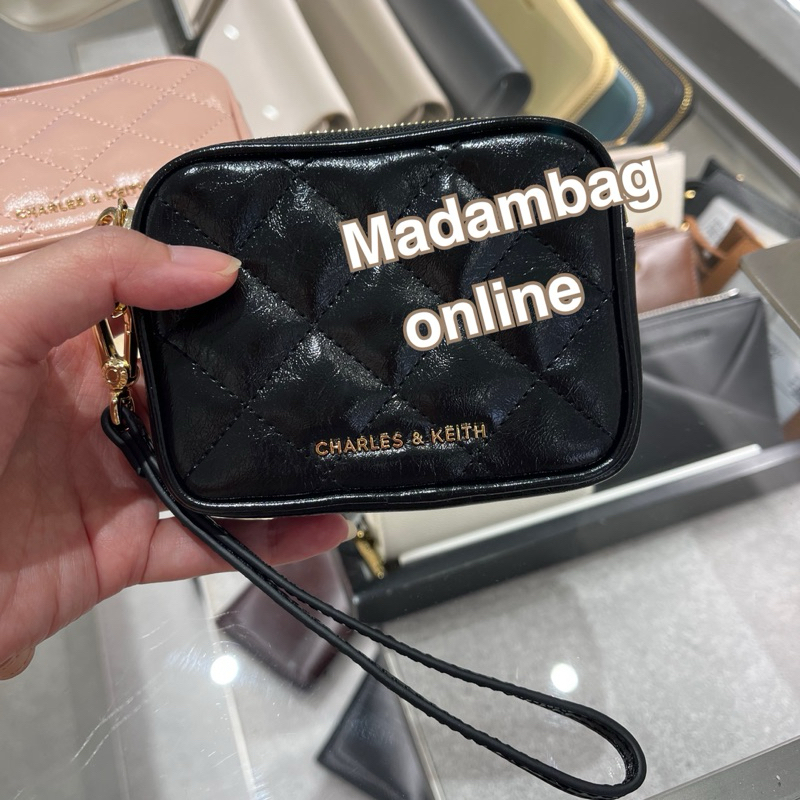 Madambag
online
CHARLES & KEITH
CHARLES & KEITH